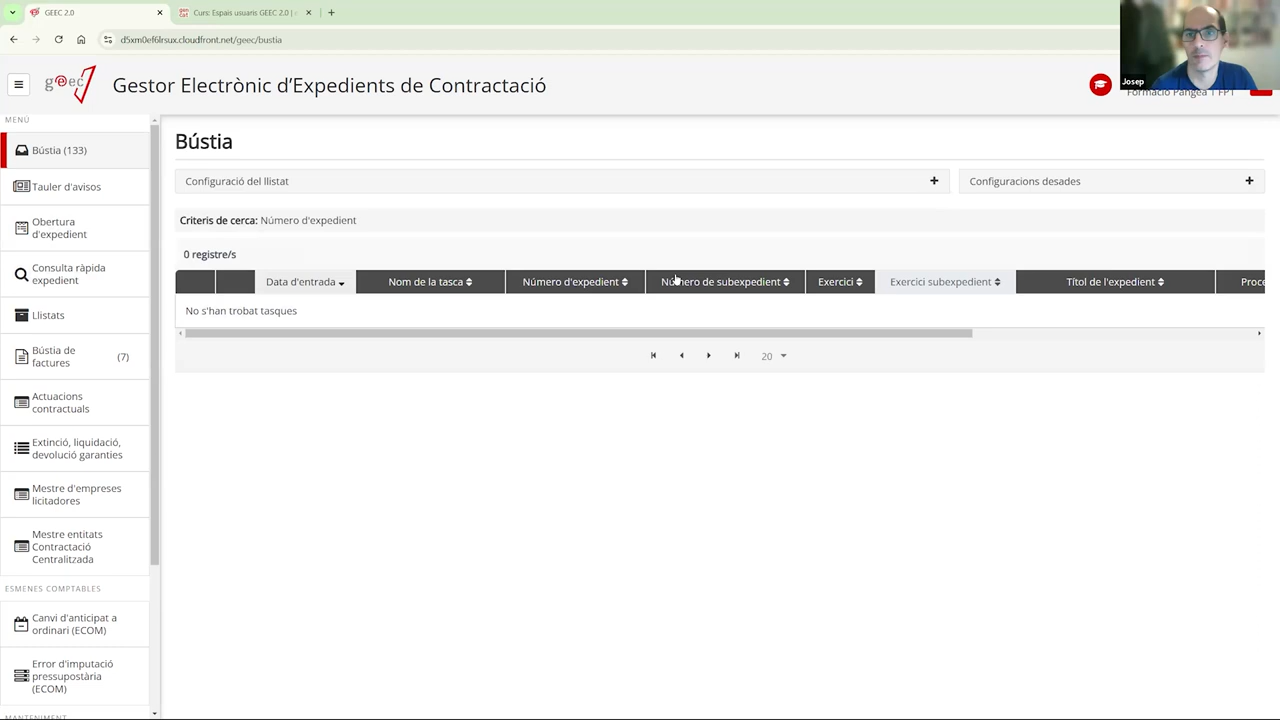 GEEC 2.0
Curs: Espais usuaris GEEC 2.0 | c
d5xm0ef6lrsux.cloudfront.net/geec/bustia
geec
Gestor Electrònic d'Expedients de Contractació
Josep
Formació Pangea 1 FPT
MENÚ
Bústia (133)
Tauler d'avisos
Obertura
d'expedient
Consulta ràpida
expedient
Llistats
Bústia de
factures
(7)
Actuacions
contractuals
Extinció, liquidació,
devolució garanties
Mestre d'empreses
licitadores
Mestre entitats
Contractació
Centralitzada
ESMENES COMPTABLES
Canvi d'anticipat a
ordinari (ECOM)
Error d'imputació
pressupostària
(ECOM)
MANTENIMENT
Bústia
Configuració del llistat
Configuracions desades
Criteris de cerca: Número d'expedient
0 registre/s
Data d'entrada Nom de la tasca Número d'expedient Número de subexpedient Exercici Exercici subexpedient Títol de l'expedient Proce
No s'han trobat tasques
20